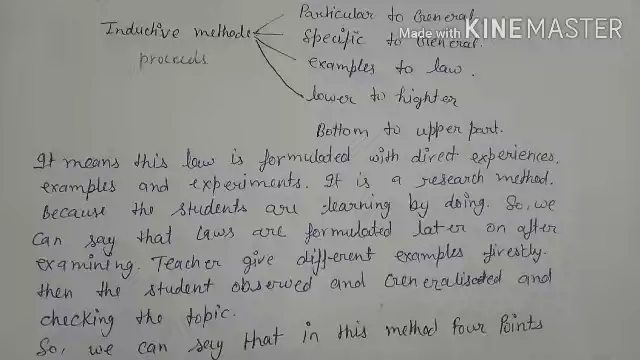 Particular to General
Made with KINEMASTER
Inductive methode
Specific to General.
proceeds
examples to law.
lower to highter
Bottom to upper part.
It means this law is formulated with direct experiences,
examples and experiments. It is a research method.
Because the students are learning by doing. So, we
Can say that laws are formulated later on after
examining. Teacher give different examples firestly.
then the student observed and Generalisated and
checking the topic.
So, we can say that in this method four Points